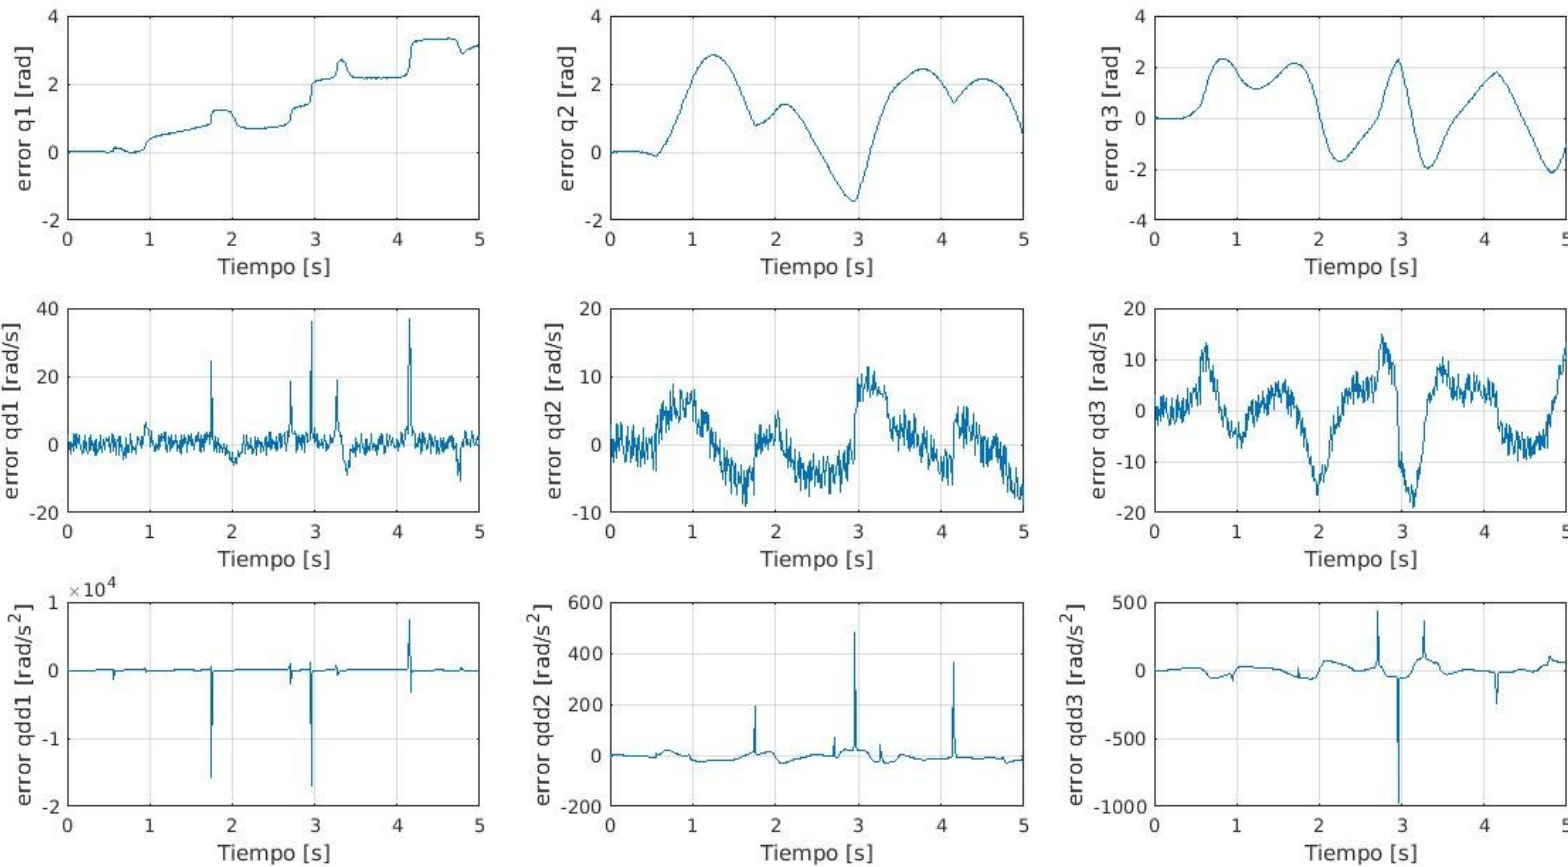 4
2
0
-2
error q1 [rad]
0 1 2 3 4 5
Tiempo [s]
4
2
0
-2
error q2 [rad]
0 1 2 3 4 5
Tiempo [s]
4
2
0
-2
-4
error q3 [rad]
0 1 2 3 4 5
Tiempo [s]
40
20
0
-20
error qd1 [rad/s]
0 1 2 3 4 5
Tiempo [s]
20
10
0
-10
error qd2 [rad/s]
0 1 2 3 4 5
Tiempo [s]
20
10
0
-10
-20
error qd3 [rad/s]
0 1 2 3 4 5
Tiempo [s]
×10⁴
1
0
-1
-2
error qdd1 [rad/s²]
0 1 2 3 4 5
Tiempo [s]
600
400
200
0
-200
error qdd2 [rad/s²]
0 1 2 3 4 5
Tiempo [s]
500
0
-500
-1000
error qdd3 [rad/s²]
0 1 2 3 4 5
Tiempo [s]